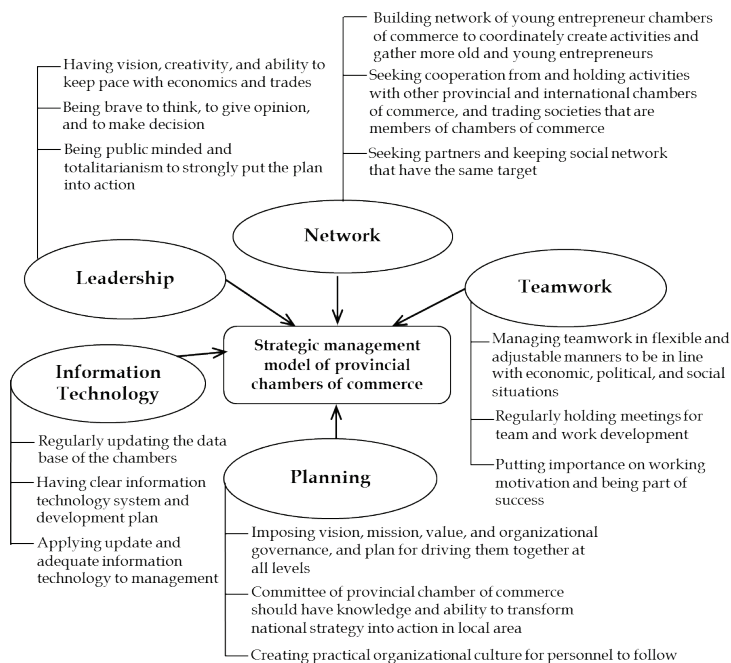 Building network of young entrepreneur chambers
of commerce to coordinately create activities and
gather more old and young entrepreneurs
Seeking cooperation from and holding activities
with other provincial and international chambers
of commerce, and trading societies that are
members of chambers of commerce
Seeking partners and keeping social network
that have the same target
Having vision, creativity, and ability to
keep pace with economics and trades
Being brave to think, to give opinion,
and to make decision
Being public minded and
totalitarianism to strongly put the plan
into action
Network
Leadership
Teamwork
Strategic management
model of provincial
chambers of commerce
Information
Technology
Managing teamwork in flexible and
adjustable manners to be in line
with economic, political, and social
situations
Regularly holding meetings for
team and work development
Putting importance on working
motivation and being part of
success
Regularly updating the data
base of the chambers
Having clear information
technology system and
development plan
Applying update and
adequate information
technology to management
Planning
Imposing vision, mission, value, and organizational
governance, and plan for driving them together at
all levels
Committee of provincial chamber of commerce
should have knowledge and ability to transform
national strategy into action in local area
Creating practical organizational culture for personnel to follow